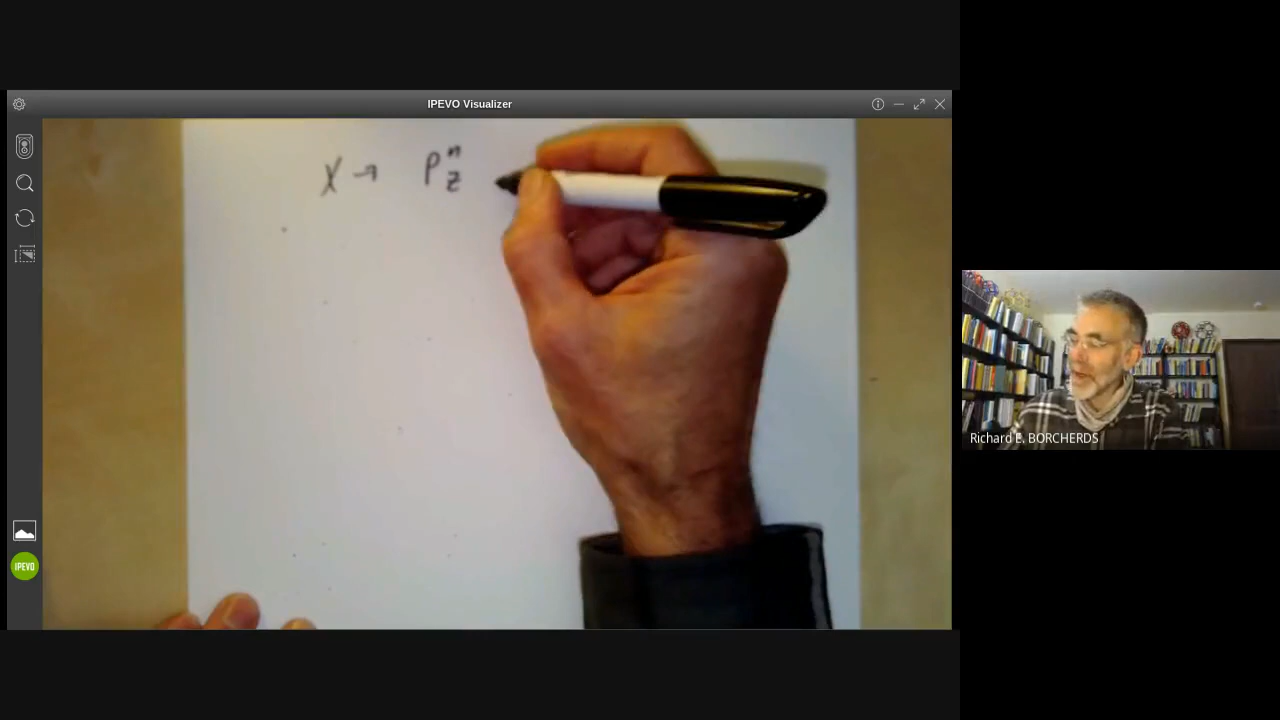 IPEVO Visualizer
X → P^n_Z
IPEVO
Richard E. BORCHERDS